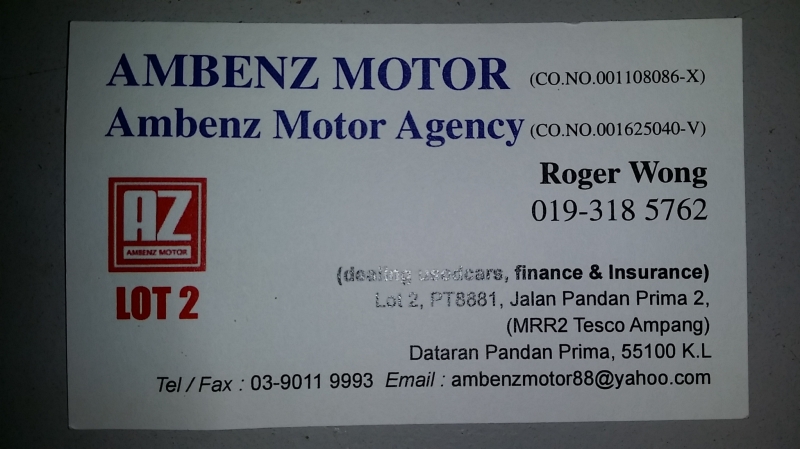 AMBENZ MOTOR (CO.NO.001108086-X)
Ambenz Motor Agency (CO.NO.001625040-V)
Roger Wong
019-318 5762
AZ
AMBENZ MOTOR
LOT 2
(dealing usedcars, finance & Insurance)
Lot 2, PT8881, Jalan Pandan Prima 2,
(MRR2 Tesco Ampang)
Dataran Pandan Prima, 55100 K.L
Tel / Fax : 03-9011 9993 Email : ambenzmotor88@yahoo.com